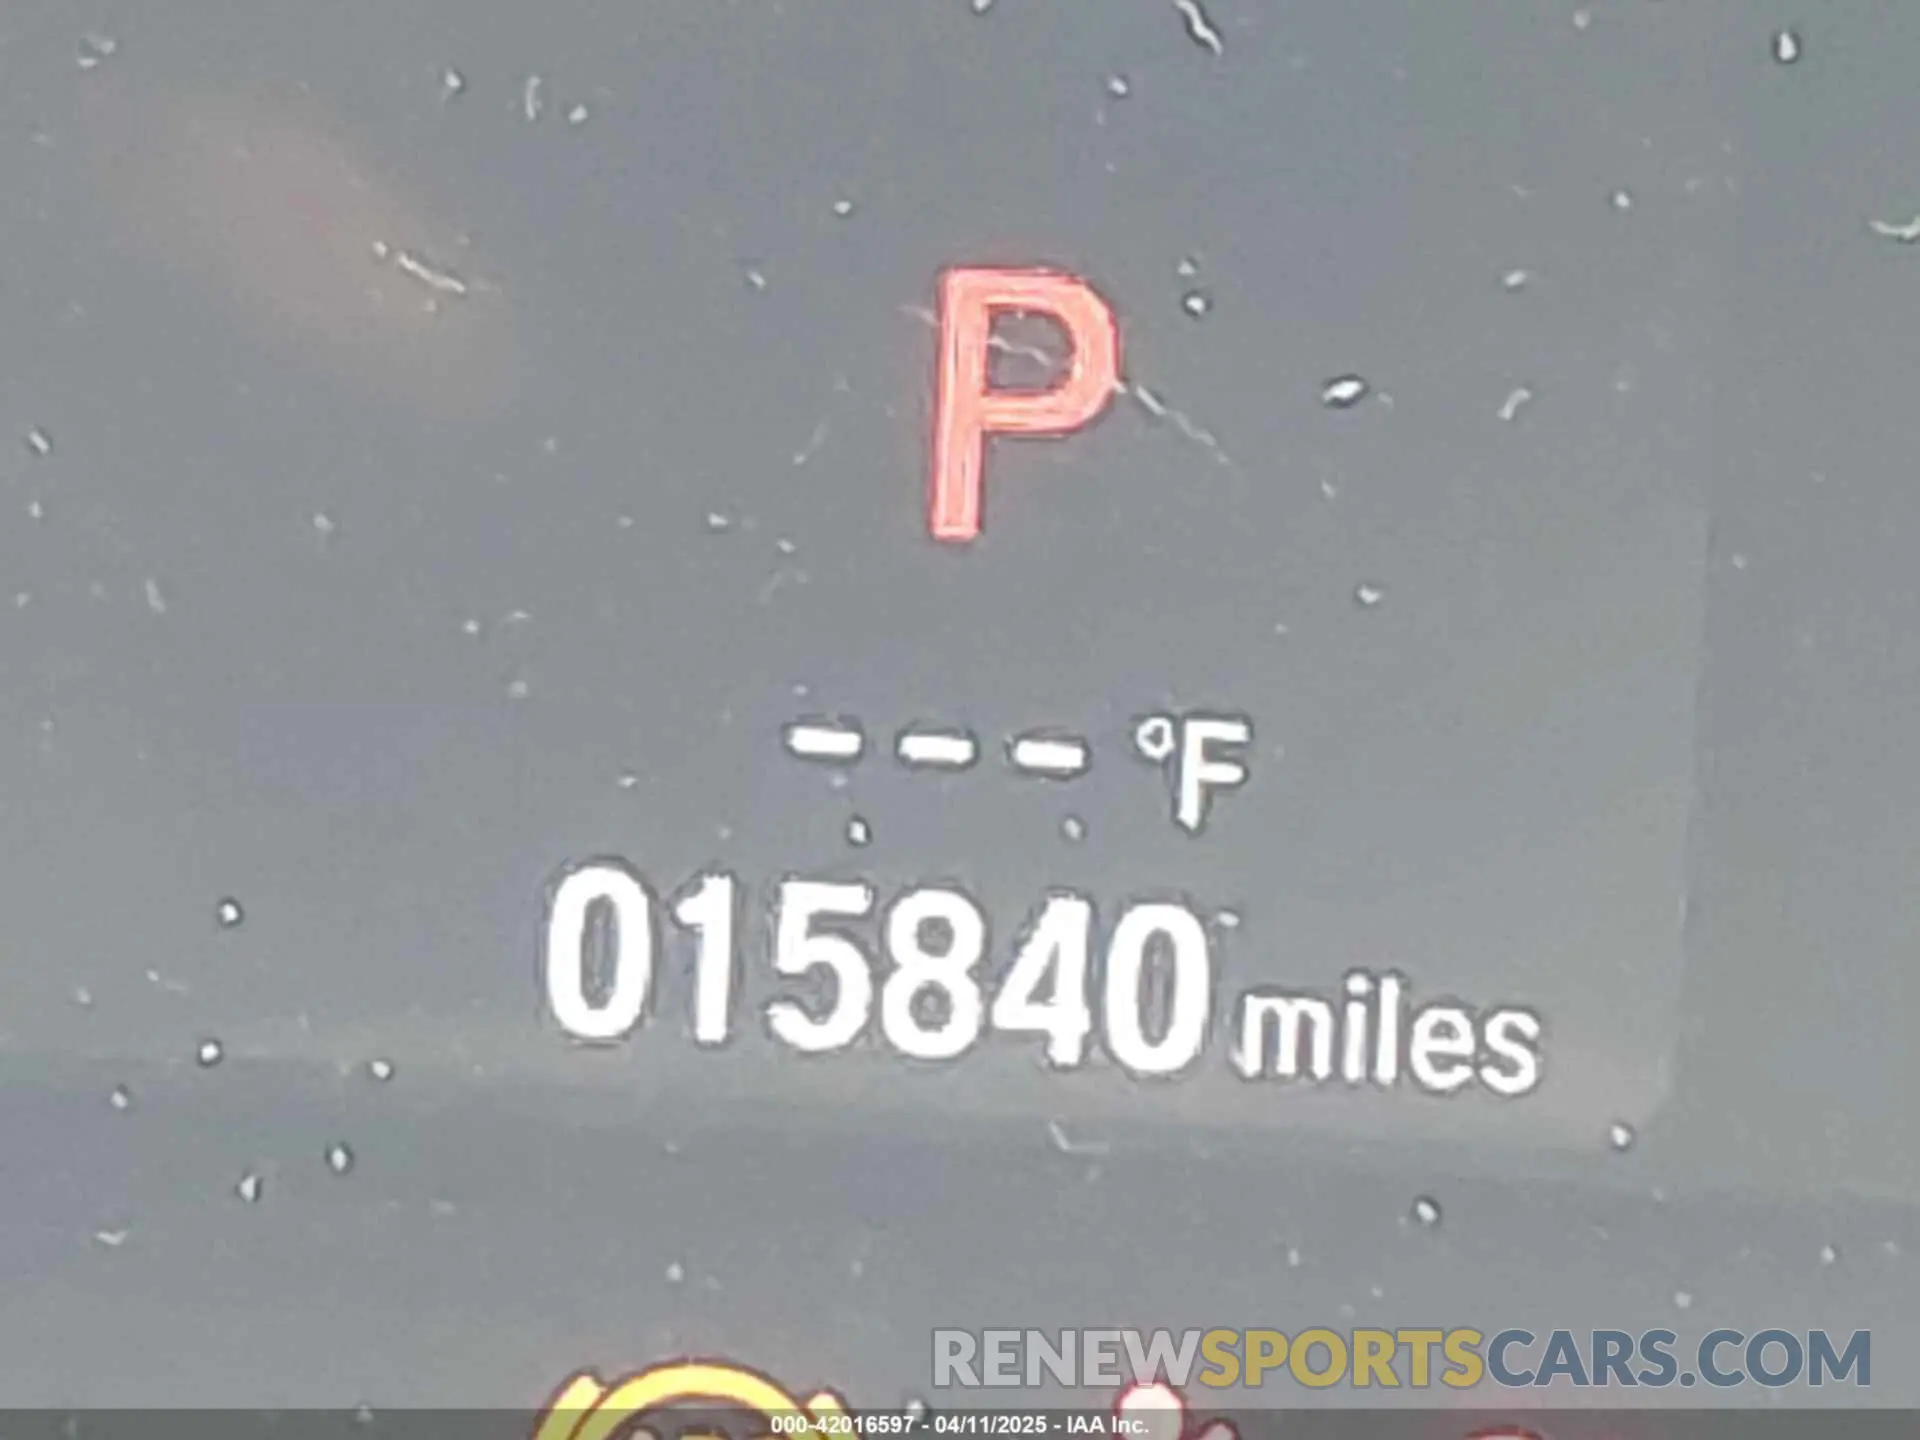 P
--- °F
015840 miles
RENEWSPORTSCARS.COM
000-42016597 - 04/11/2025 - IAA Inc.